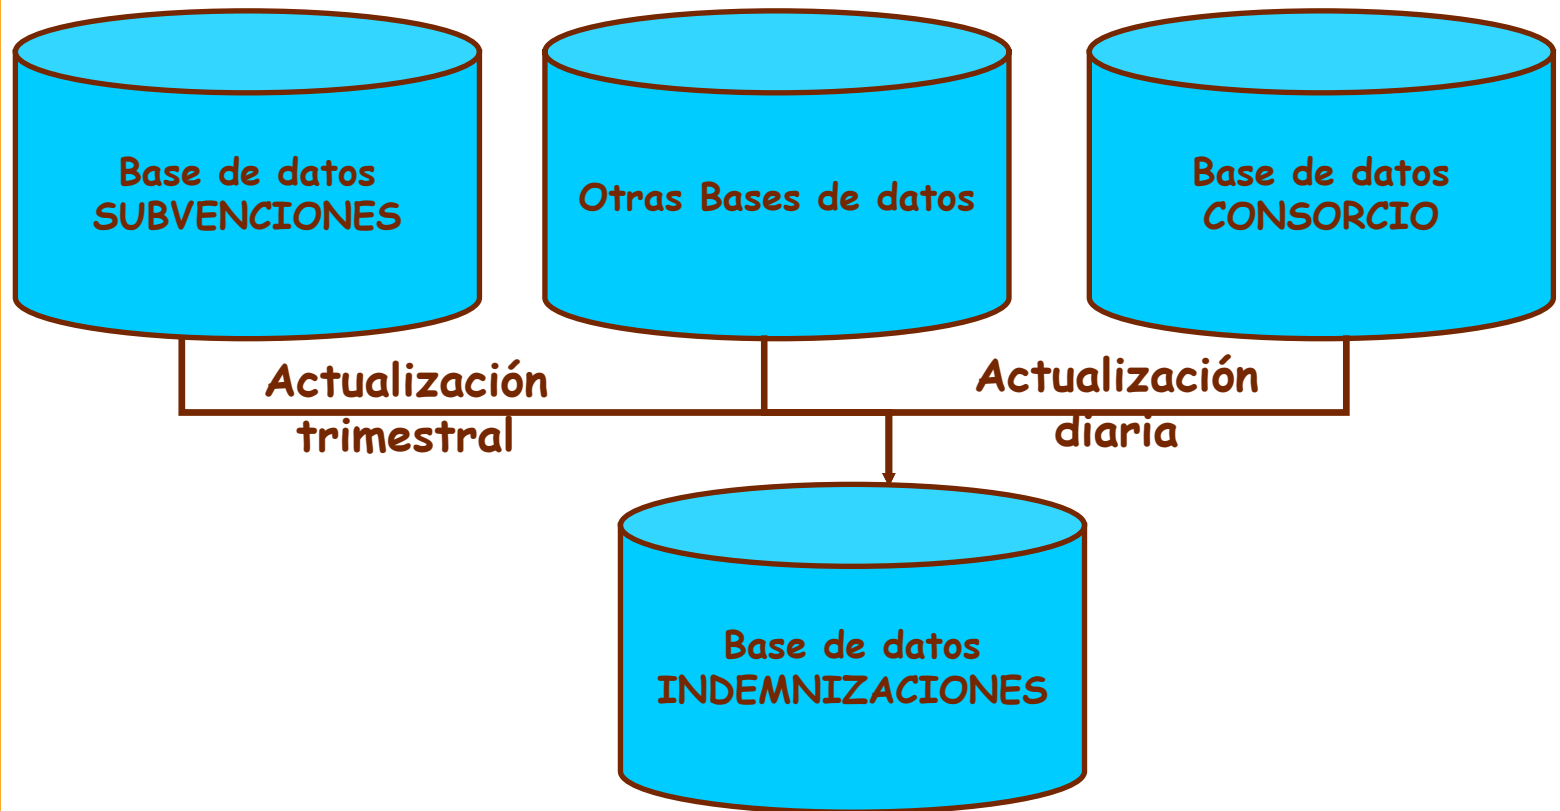 Base de datos
SUBVENCIONES
Otras Bases de datos
Base de datos
CONSORCIO
Actualización
trimestral
Actualización
diaria
Base de datos
INDEMNIZACIONES